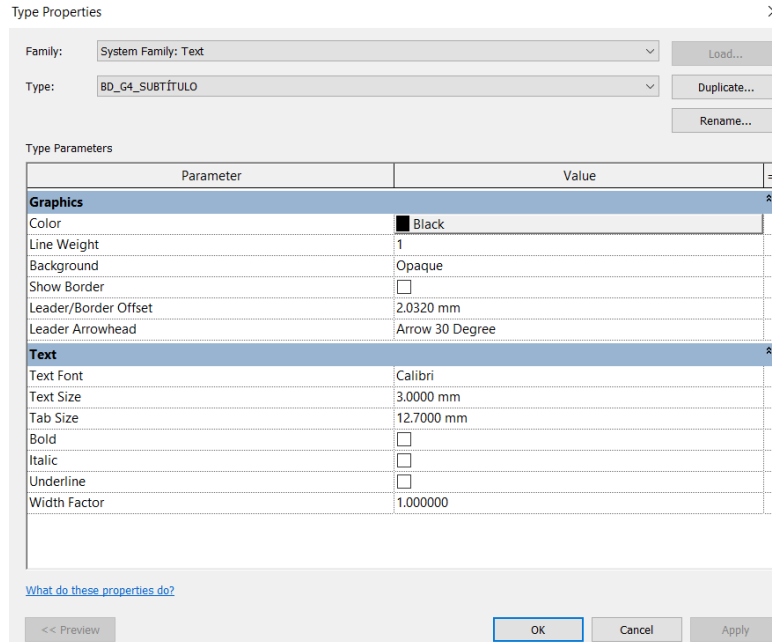 Type Properties
Family: System Family: Text Load...
Type: BD_G4_SUBTÍTULO Duplicate...
Rename...
Type Parameters
Parameter Value =
Graphics
Color Black
Line Weight 1
Background Opaque
Show Border
Leader/Border Offset 2.0320 mm
Leader Arrowhead Arrow 30 Degree
Text
Text Font Calibri
Text Size 3.0000 mm
Tab Size 12.7000 mm
Bold
Italic
Underline
Width Factor 1.000000
What do these properties do?
<< Preview OK Cancel Apply